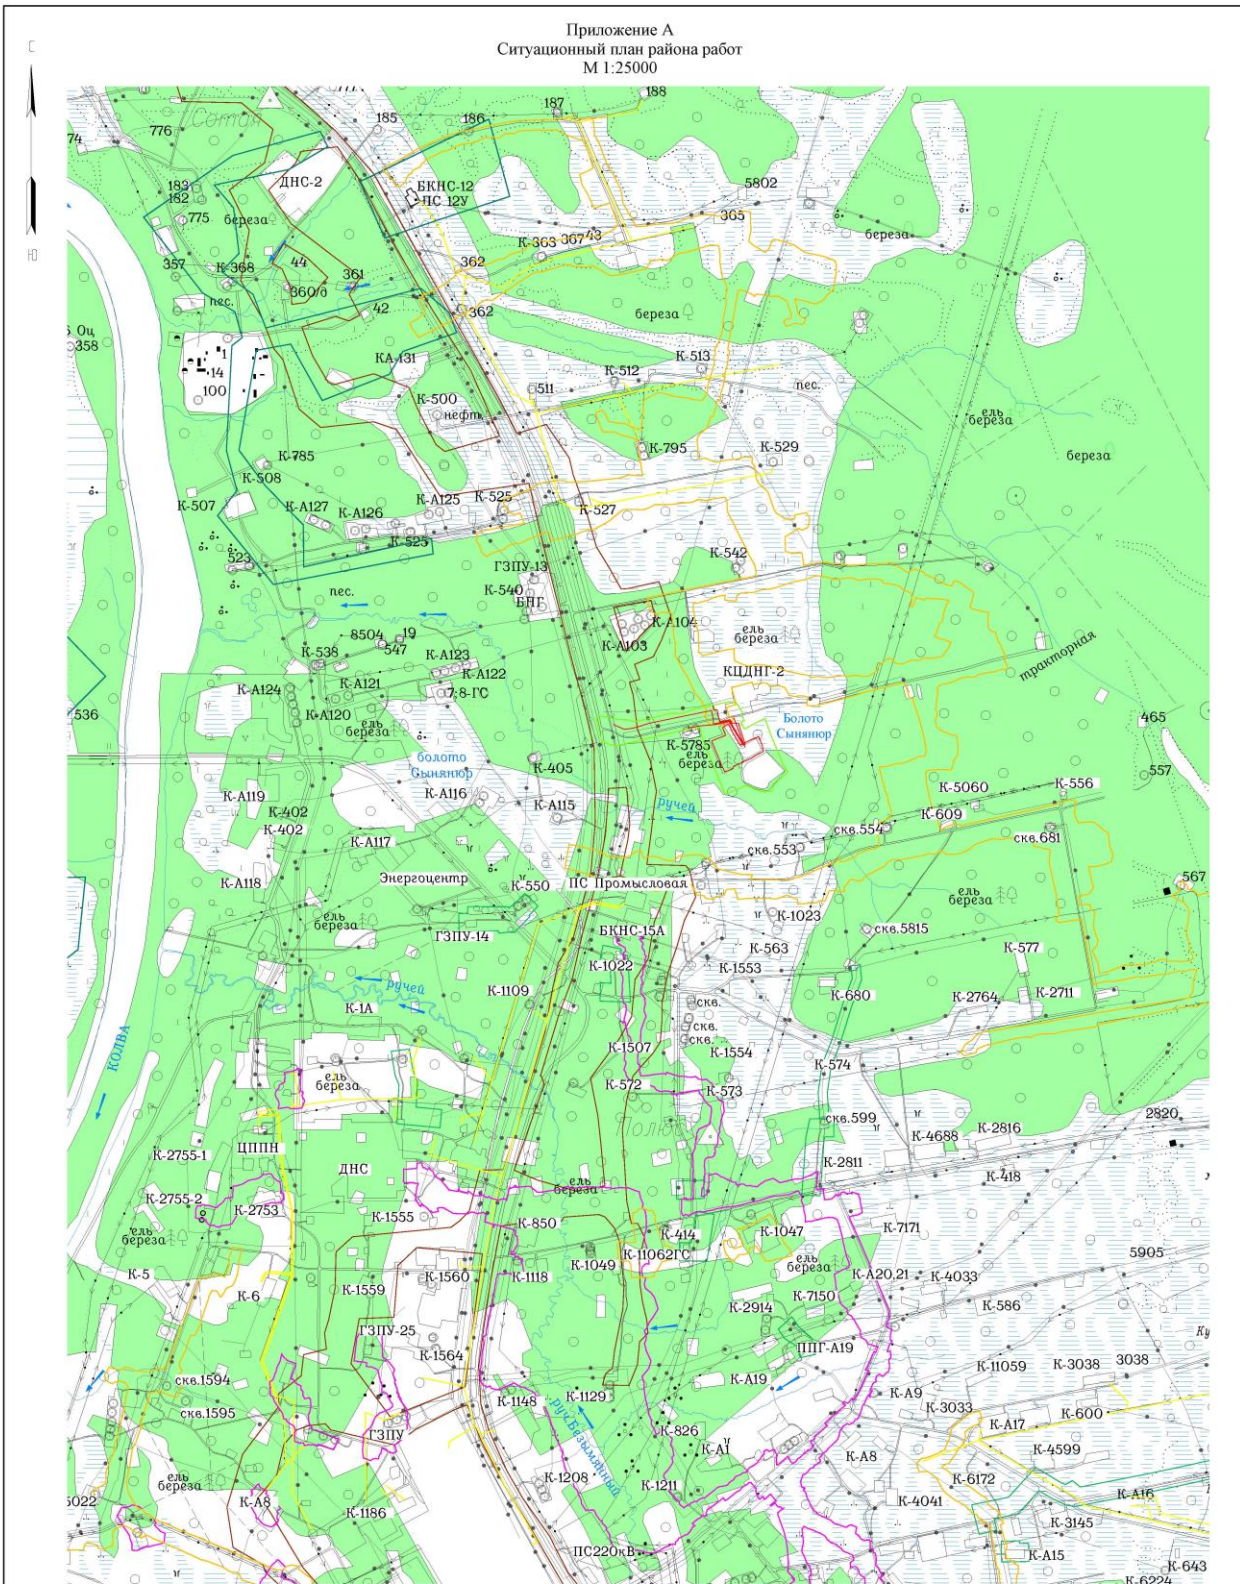 Приложение А
Ситуационный план района работ
М 1:25000
С
Ю
188
187
185
186
776
74
ДНС-2
БКНС-12
ПС 12У
183
182
775
береза
5802
365
береза
К-363
367
43
357
К-368
44
361
362
360/д
пес.
42
362
береза
358
1
14
100
КА-131
К-513
К-512
511
пес.
К-500
нефт.
ель
береза
К-795
К-529
береза
К-785
К-508
К-507
К-А127
К-А126
К-А125
К-525
К-527
К-525
523
ГЗПУ-13
К-542
пес.
К-540
БНГ
К-А104
К-А103
ель
береза
8504
19
547
К-538
К-А123
К-А122
КЦДНГ-2
тракторная
К-А124
К-А121
7;8-ГС
К-А120
ель
береза
536
Болото
Сынянюр
465
К-5785
ель
береза
болото
Сынянюр
К-405
557
К-А119
К-А116
К-А115
К-402
К-402
ручей
К-5060
К-556
К-609
скв.554
скв.681
К-А117
скв.553
К-А118
Энергоцентр
К-550
ПС Промысловая
567
ель
береза
ель
береза
ГЗПУ-14
БКНС-15А
К-1023
скв.5815
К-563
К-577
К-1022
К-1553
ручей
К-680
К-2764
К-2711
К-1А
К-1109
скв.
скв.
скв.
КОЛВА
К-1507
К-1554
К-574
К-572
К-573
ель
береза
скв.599
2820
К-4688
К-2816
ЦППН
К-2755-1
ДНС
К-2811
К-418
ель
береза
К-2755-2
К-2753
К-1555
К-850
К-414
К-1047
К-7171
ель
береза
К-11062ГС
К-1049
ель
береза
5905
К-5
К-1118
К-1560
К-А20,21
К-4033
К-6
К-1559
К-7150
К-2914
К-586
ГЗПУ-25
ППГ-А19
К-1564
К-11059
К-3038
3038
К-А19
скв.1594
К-1148
К-1129
К-А9
К-3033
К-600
скв.1595
К-А17
ГЗПУ
руч.Безымянный
К-826
К-А1
К-А8
К-4599
ель
береза
К-1208
К-1211
К-6172
5022
К-А8
К-4041
К-А16
К-1186
К-3145
ПС220кВ
К-А15
К-643
К-6224